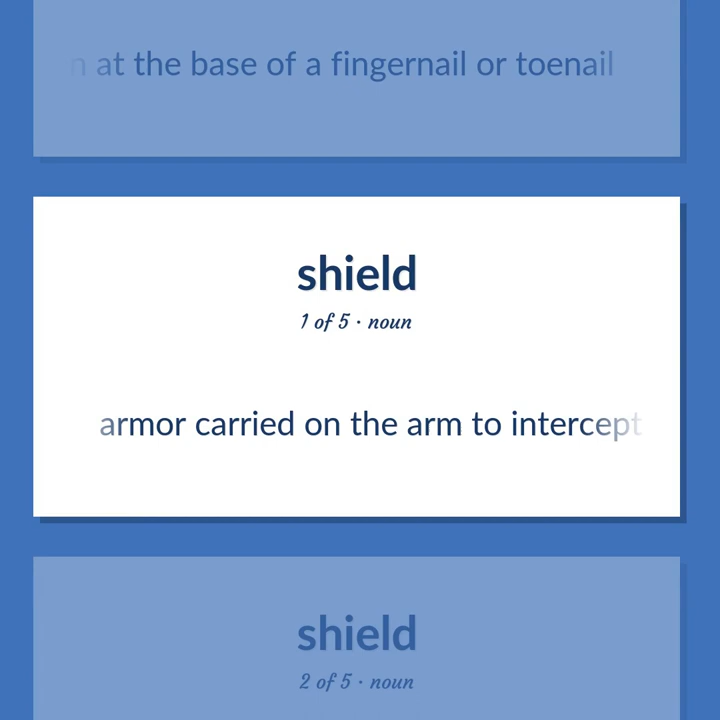 at the base of a fingernail or toenail
shield
1 of 5 · noun
armor carried on the arm to intercept
shield
2 of 5 · noun